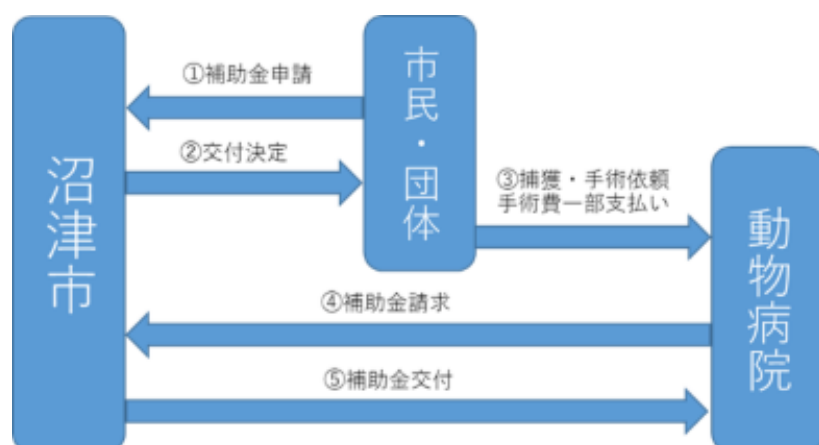 沼津市
①補助金申請
②交付決定
市民・団体
③捕獲・手術依頼
手術費一部支払い
動物病院
④補助金請求
⑤補助金交付